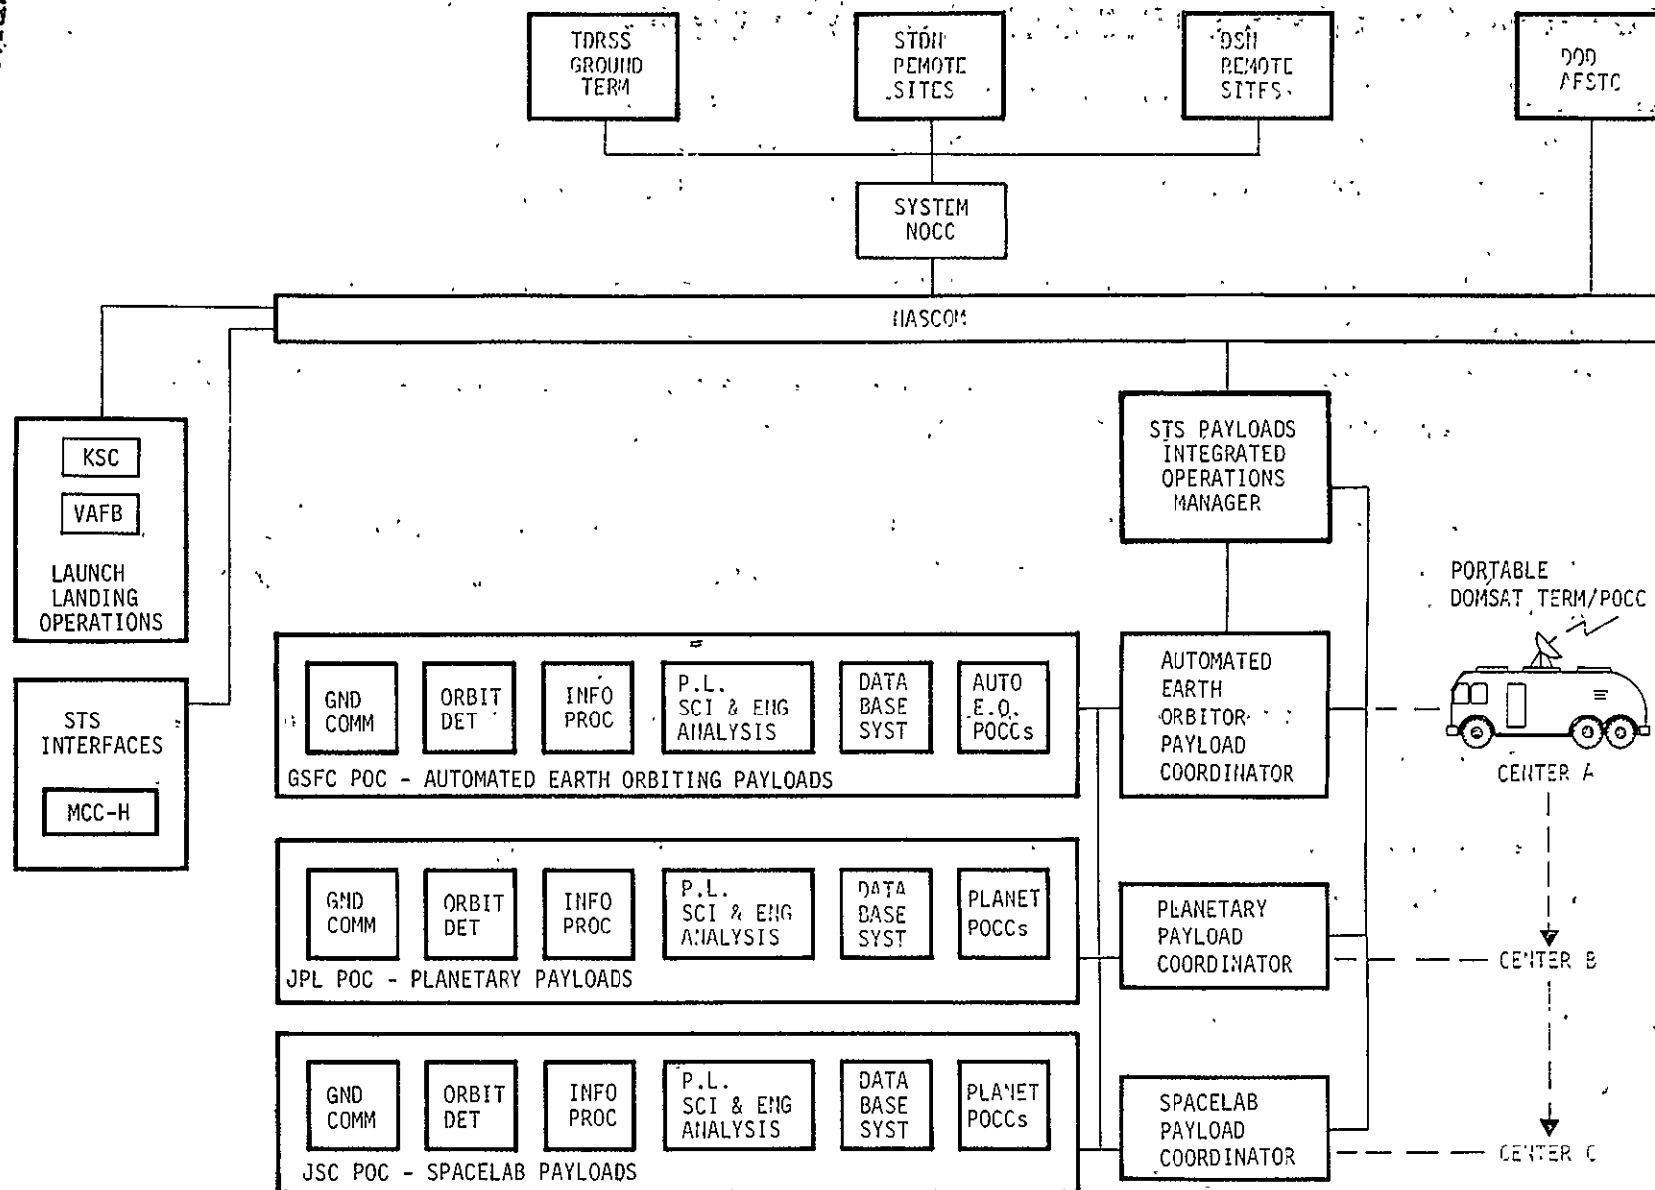 TDRSS
GROUND
TERM
STDN
REMOTE
SITES
DSN
REMOTE
SITES
DOD
AFSTC
SYSTEM
NOCC
NASCOM
KSC
VAFB
LAUNCH
LANDING
OPERATIONS
STS PAYLOADS
INTEGRATED
OPERATIONS
MANAGER
PORTABLE
DOMSAT TERM/POCC
STS
INTERFACES
MCC-H
GND
COMM
ORBIT
DET
INFO
PROC
P.L.
SCI & ENG
ANALYSIS
DATA
BASE
SYST
AUTO
E.O.
POCCs
GSFC POC - AUTOMATED EARTH ORBITING PAYLOADS
AUTOMATED
EARTH
ORBITOR
PAYLOAD
COORDINATOR
CENTER A
GND
COMM
ORBIT
DET
INFO
PROC
P.L.
SCI & ENG
ANALYSIS
DATA
BASE
SYST
PLANET
POCCs
JPL POC - PLANETARY PAYLOADS
PLANETARY
PAYLOAD
COORDINATOR
CENTER B
GND
COMM
ORBIT
DET
INFO
PROC
P.L.
SCI & ENG
ANALYSIS
DATA
BASE
SYST
PLANET
POCCs
JSC POC - SPACELAB PAYLOADS
SPACELAB
PAYLOAD
COORDINATOR
CENTER C